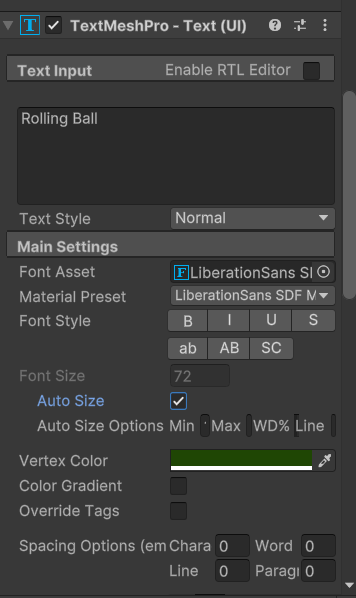 TextMeshPro - Text (UI)
Text Input Enable RTL Editor
Rolling Ball
Text Style Normal
Main Settings
Font Asset F LiberationSans SI
Material Preset LiberationSans SDF M
Font Style B I U S
ab AB SC
Font Size 72
Auto Size
Auto Size Options Min Max WD% Line
Vertex Color
Color Gradient
Override Tags
Spacing Options (em Chara 0 Word 0
Line 0 Paragr 0